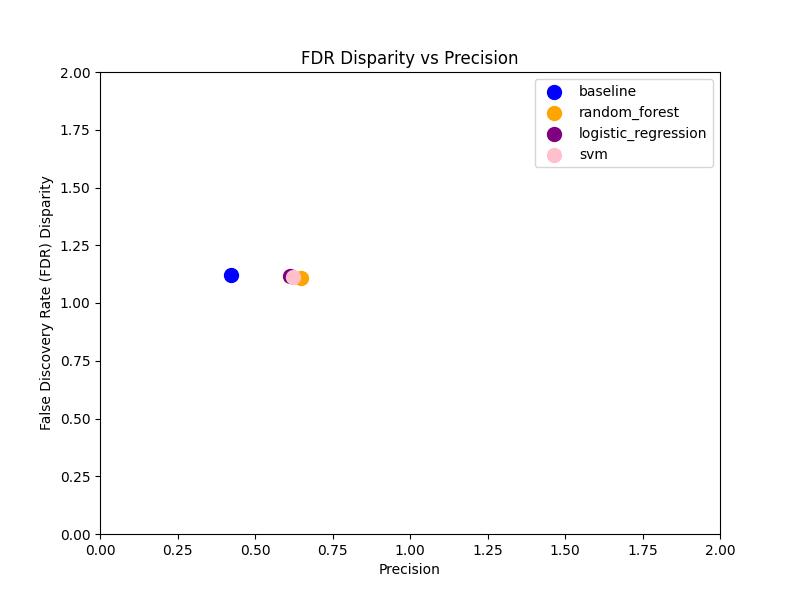 FDR Disparity vs Precision
baseline
random_forest
logistic_regression
svm
False Discovery Rate (FDR) Disparity
2.00
1.75
1.50
1.25
1.00
0.75
0.50
0.25
0.00
0.00 0.25 0.50 0.75 1.00 1.25 1.50 1.75 2.00
Precision